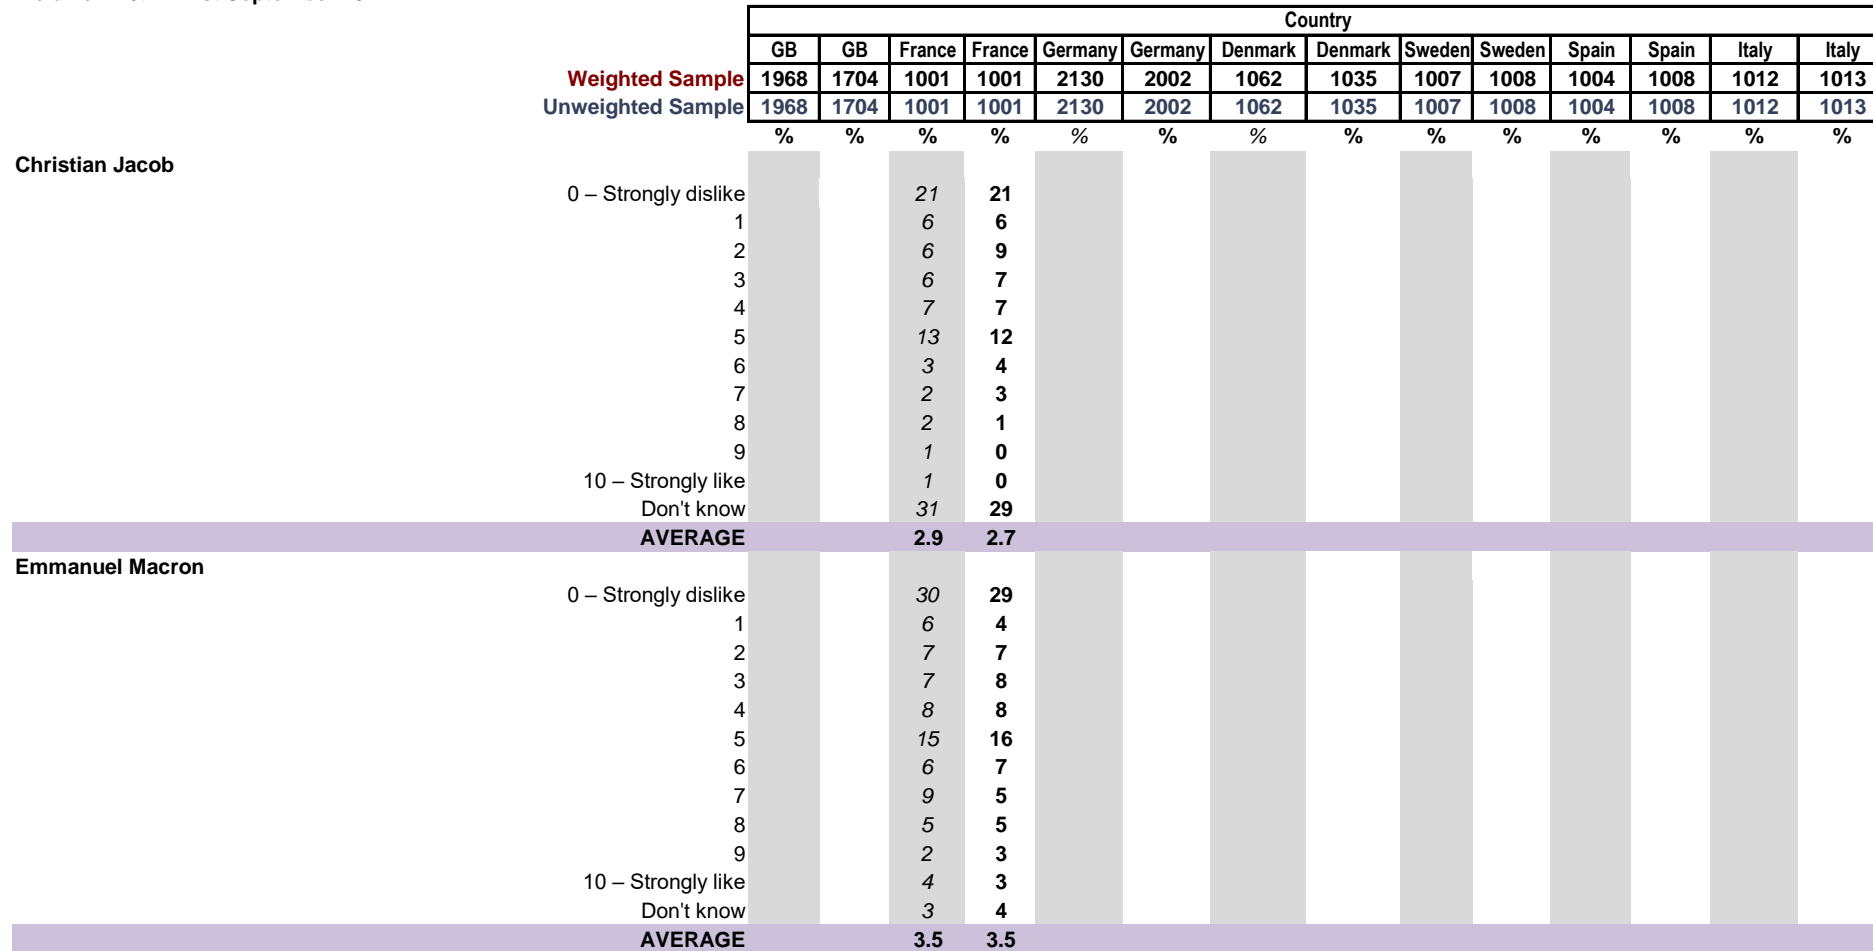 Country
GB GB France France Germany Germany Denmark Denmark Sweden Sweden Spain Spain Italy Italy
Weighted Sample 1968 1704 1001 1001 2130 2002 1062 1035 1007 1008 1004 1008 1012 1013
Unweighted Sample 1968 1704 1001 1001 2130 2002 1062 1035 1007 1008 1004 1008 1012 1013
% % % % % % % % % % % % % %
Christian Jacob
0 – Strongly dislike 21 21
1 6 6
2 6 9
3 6 7
4 7 7
5 13 12
6 3 4
7 2 3
8 2 1
9 1 0
10 – Strongly like 1 0
Don't know 31 29
AVERAGE 2.9 2.7
Emmanuel Macron
0 – Strongly dislike 30 29
1 6 4
2 7 7
3 7 8
4 8 8
5 15 16
6 6 7
7 9 5
8 5 5
9 2 3
10 – Strongly like 4 3
Don't know 3 4
AVERAGE 3.5 3.5